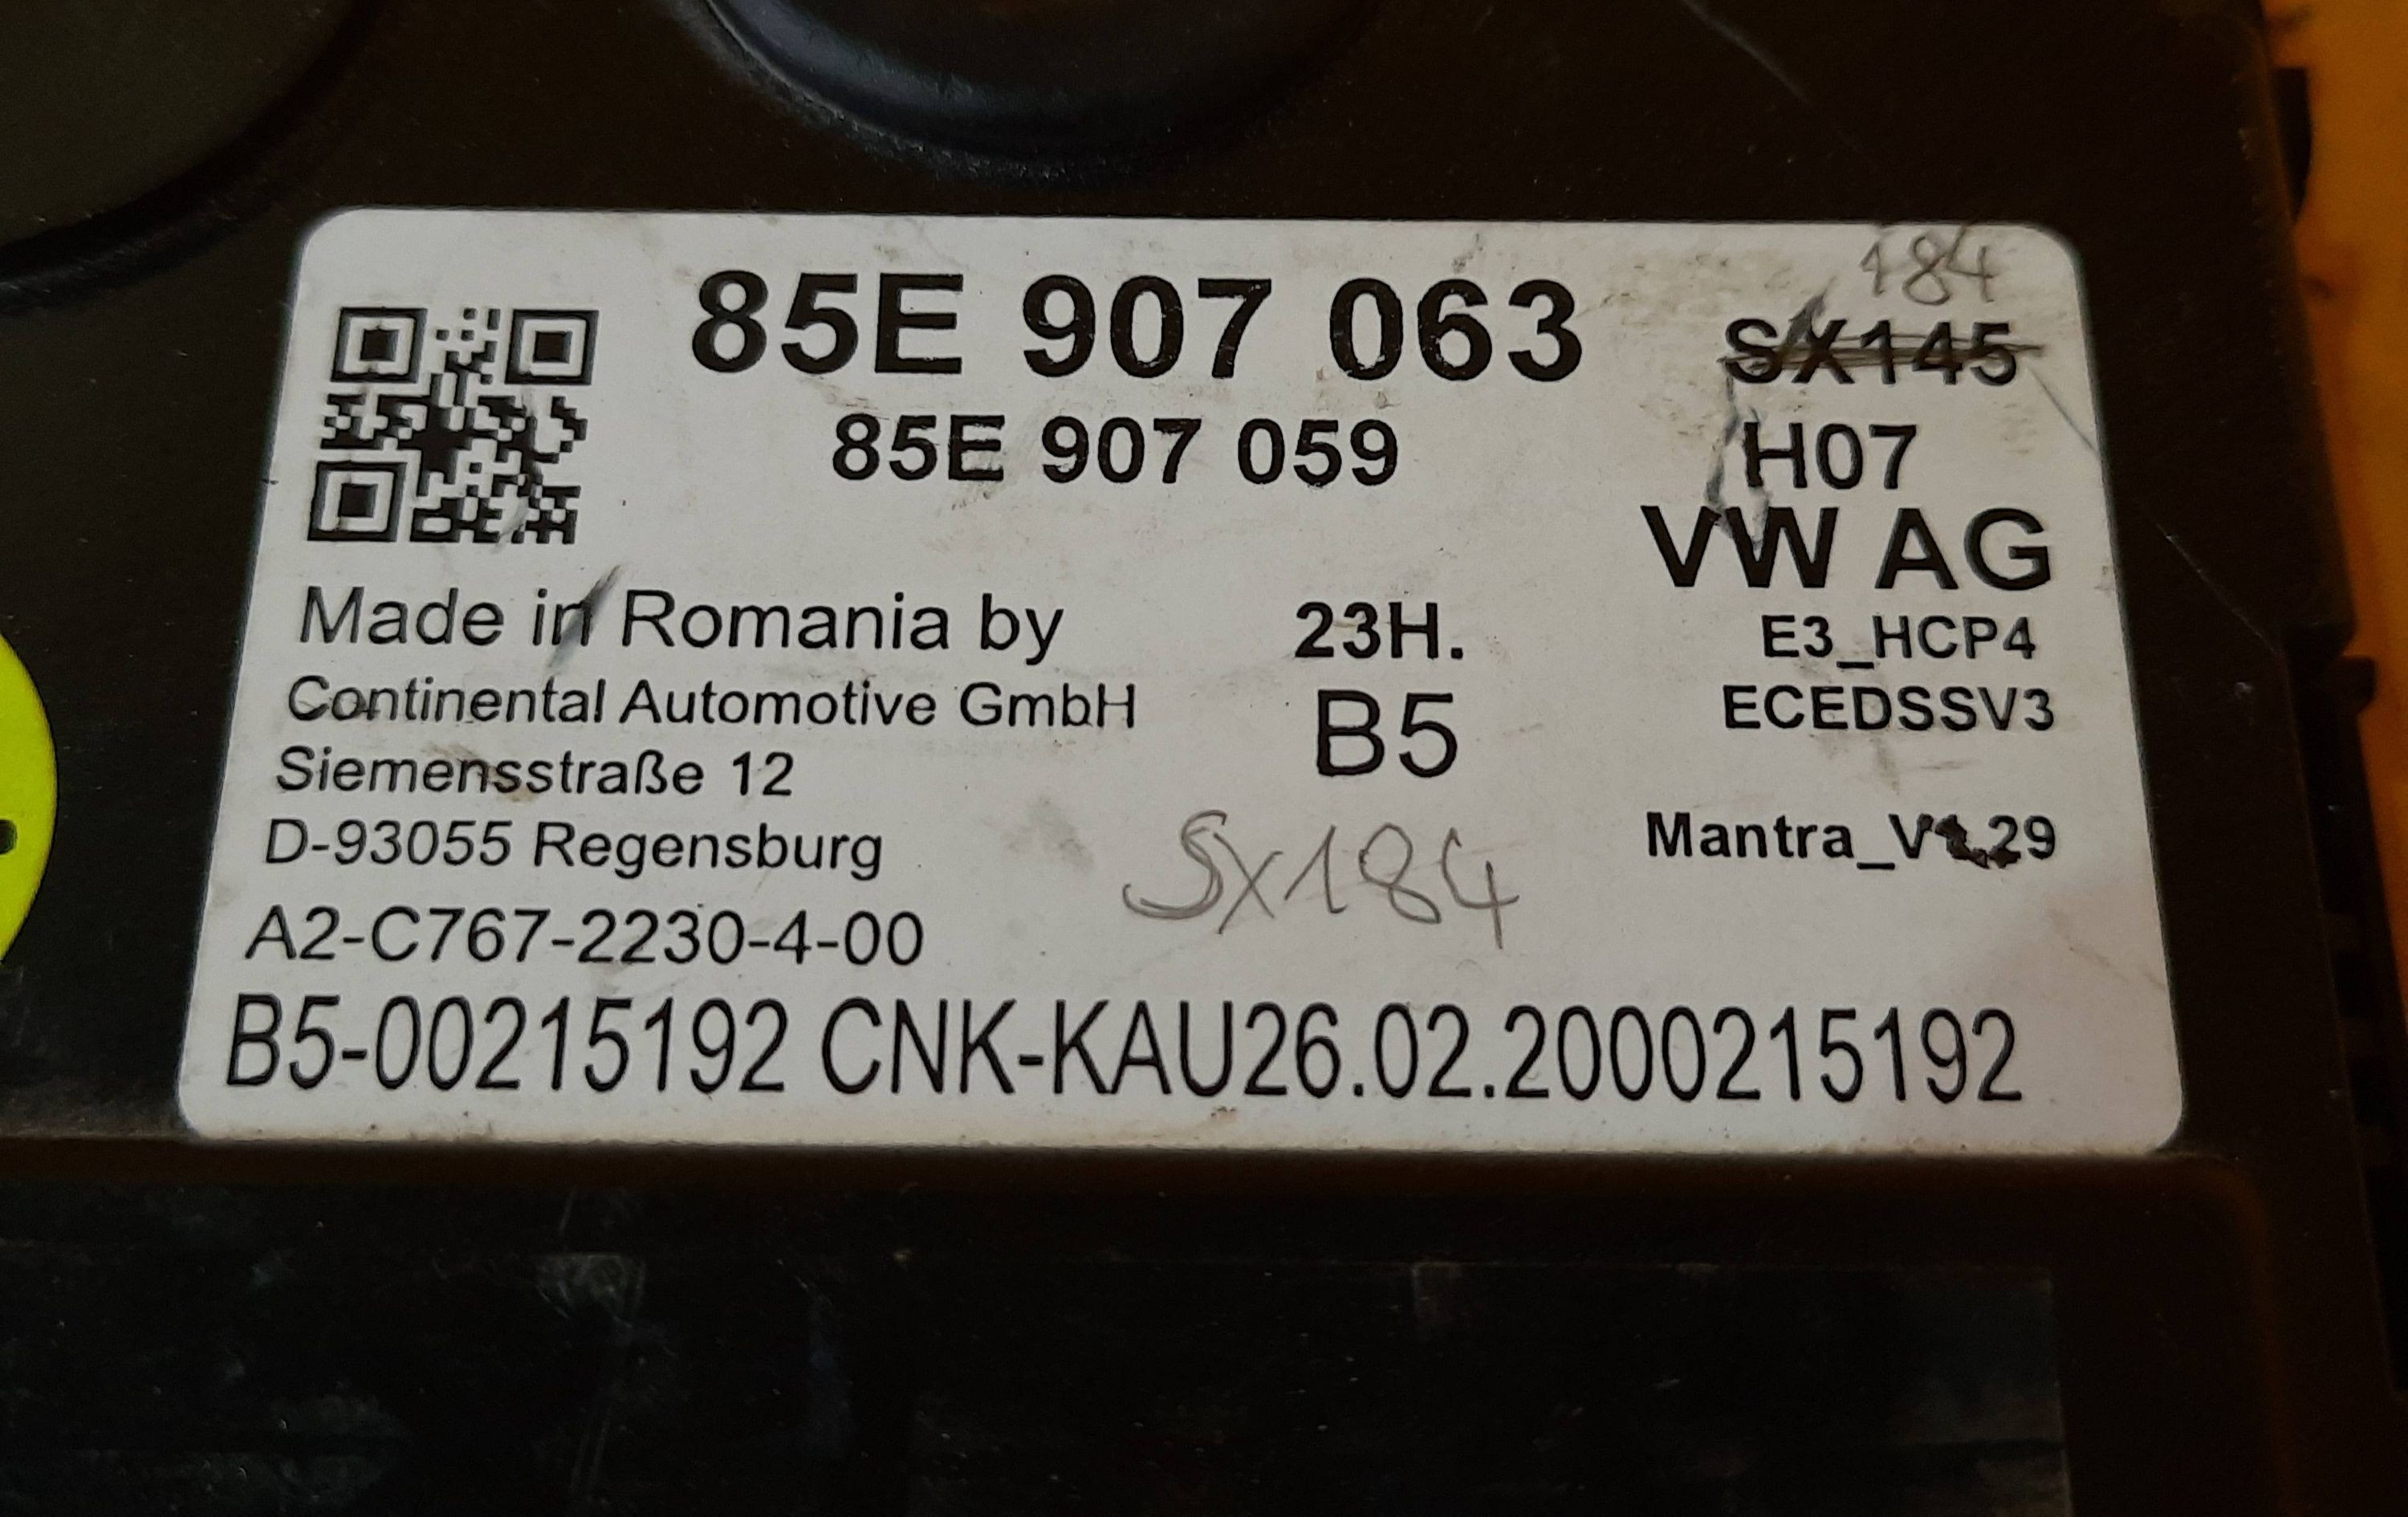 184
85E 907 063
SX145
85E 907 059
H07
VW AG
Made in Romania by
23H.
E3_HCP4
Continental Automotive GmbH
B5
ECEDSSV3
Siemensstraße 12
D-93055 Regensburg
SX184
Mantra_V1.29
A2-C767-2230-4-00
B5-00215192 CNK-KAU26.02.2000215192